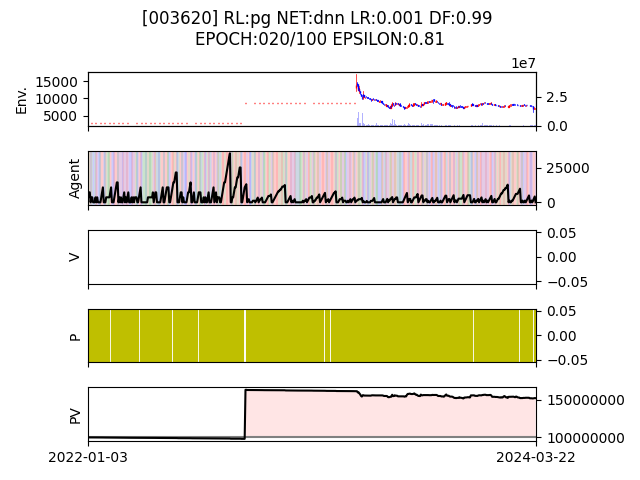 [003620] RL:pg NET:dnn LR:0.001 DF:0.99
EPOCH:020/100 EPSILON:0.81
1e7
Env.
15000
10000
5000
2.5
0.0
Agent
25000
0
V
0.05
0.00
−0.05
P
0.05
0.00
−0.05
PV
150000000
100000000
2022-01-03
2024-03-22